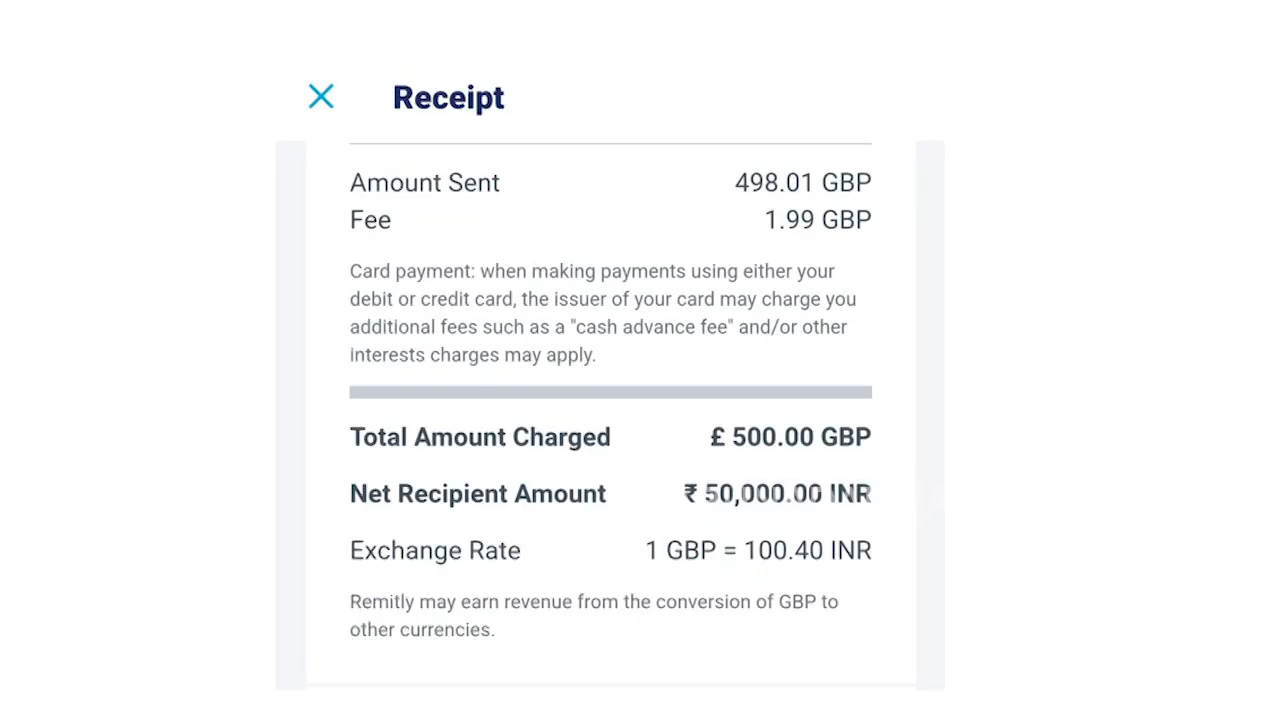 Receipt
Amount Sent 498.01 GBP
Fee 1.99 GBP
Card payment: when making payments using either your
debit or credit card, the issuer of your card may charge you
additional fees such as a "cash advance fee" and/or other
interests charges may apply.
Total Amount Charged £ 500.00 GBP
Net Recipient Amount ₹ 50,000.00 INR
Exchange Rate 1 GBP = 100.40 INR
Remitly may earn revenue from the conversion of GBP to
other currencies.